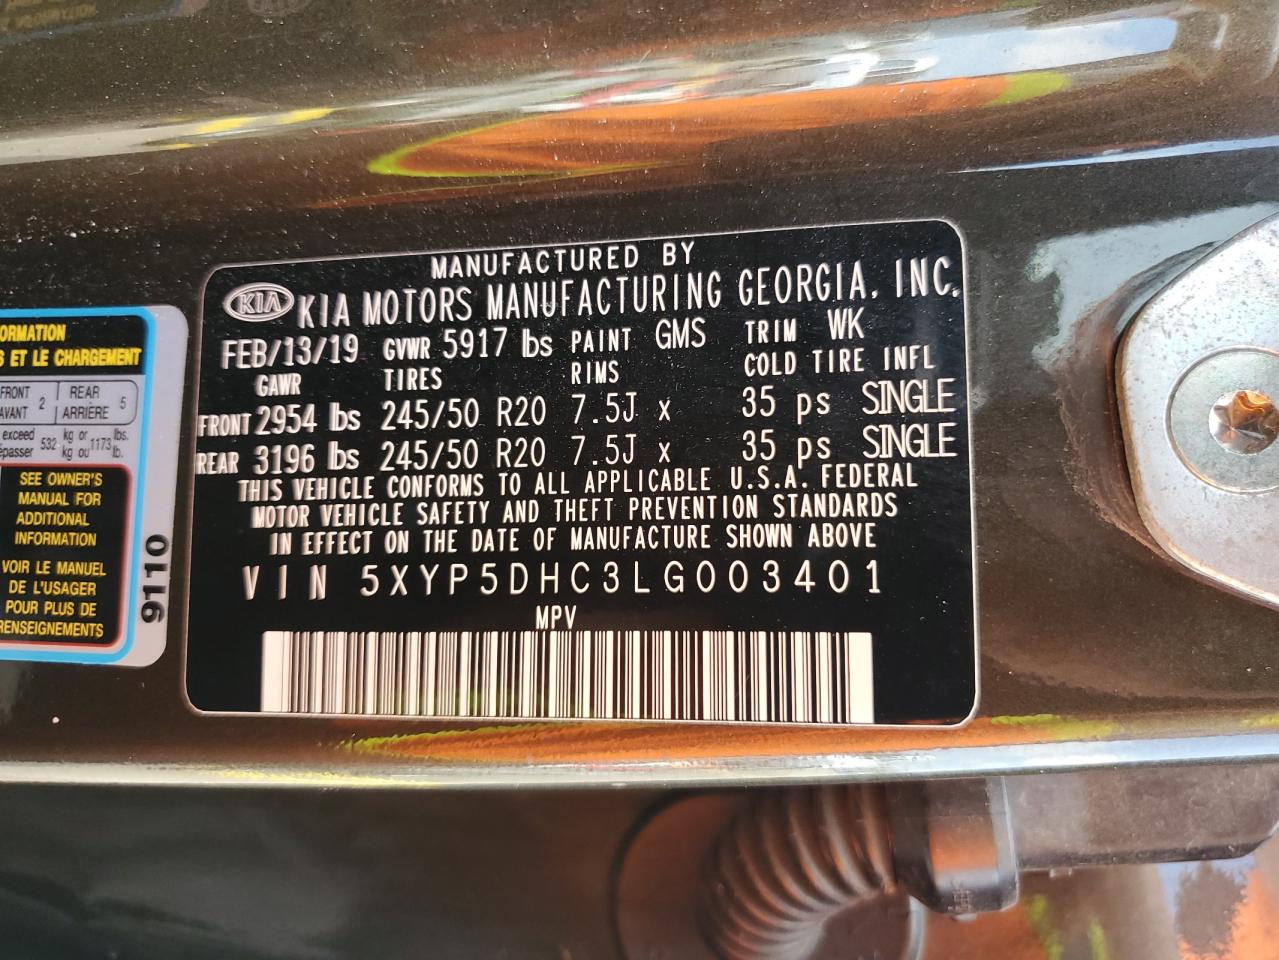 MANUFACTURED BY
KIA KIA MOTORS MANUFACTURING GEORGIA, INC.
FEB/13/19 GVWR 5917 lbs PAINT GMS TRIM WK
GAWR TIRES RIMS COLD TIRE INFL
FRONT 2954 lbs 245/50 R20 7.5J x 35 ps SINGLE
REAR 3196 lbs 245/50 R20 7.5J x 35 ps SINGLE
THIS VEHICLE CONFORMS TO ALL APPLICABLE U.S.A. FEDERAL
MOTOR VEHICLE SAFETY AND THEFT PREVENTION STANDARDS
IN EFFECT ON THE DATE OF MANUFACTURE SHOWN ABOVE
VIN 5XYP5DHC3LG003401
MPV
ET LE CHARGEMENT
FRONT 2 REAR 5
AVANT ARRIÈRE
exceed 532 kg or 1173 lbs.
kg ou lb.
SEE OWNER'S
MANUAL FOR
ADDITIONAL
INFORMATION
VOIR LE MANUEL
DE L'USAGER
POUR PLUS DE
RENSEIGNEMENTS
9110